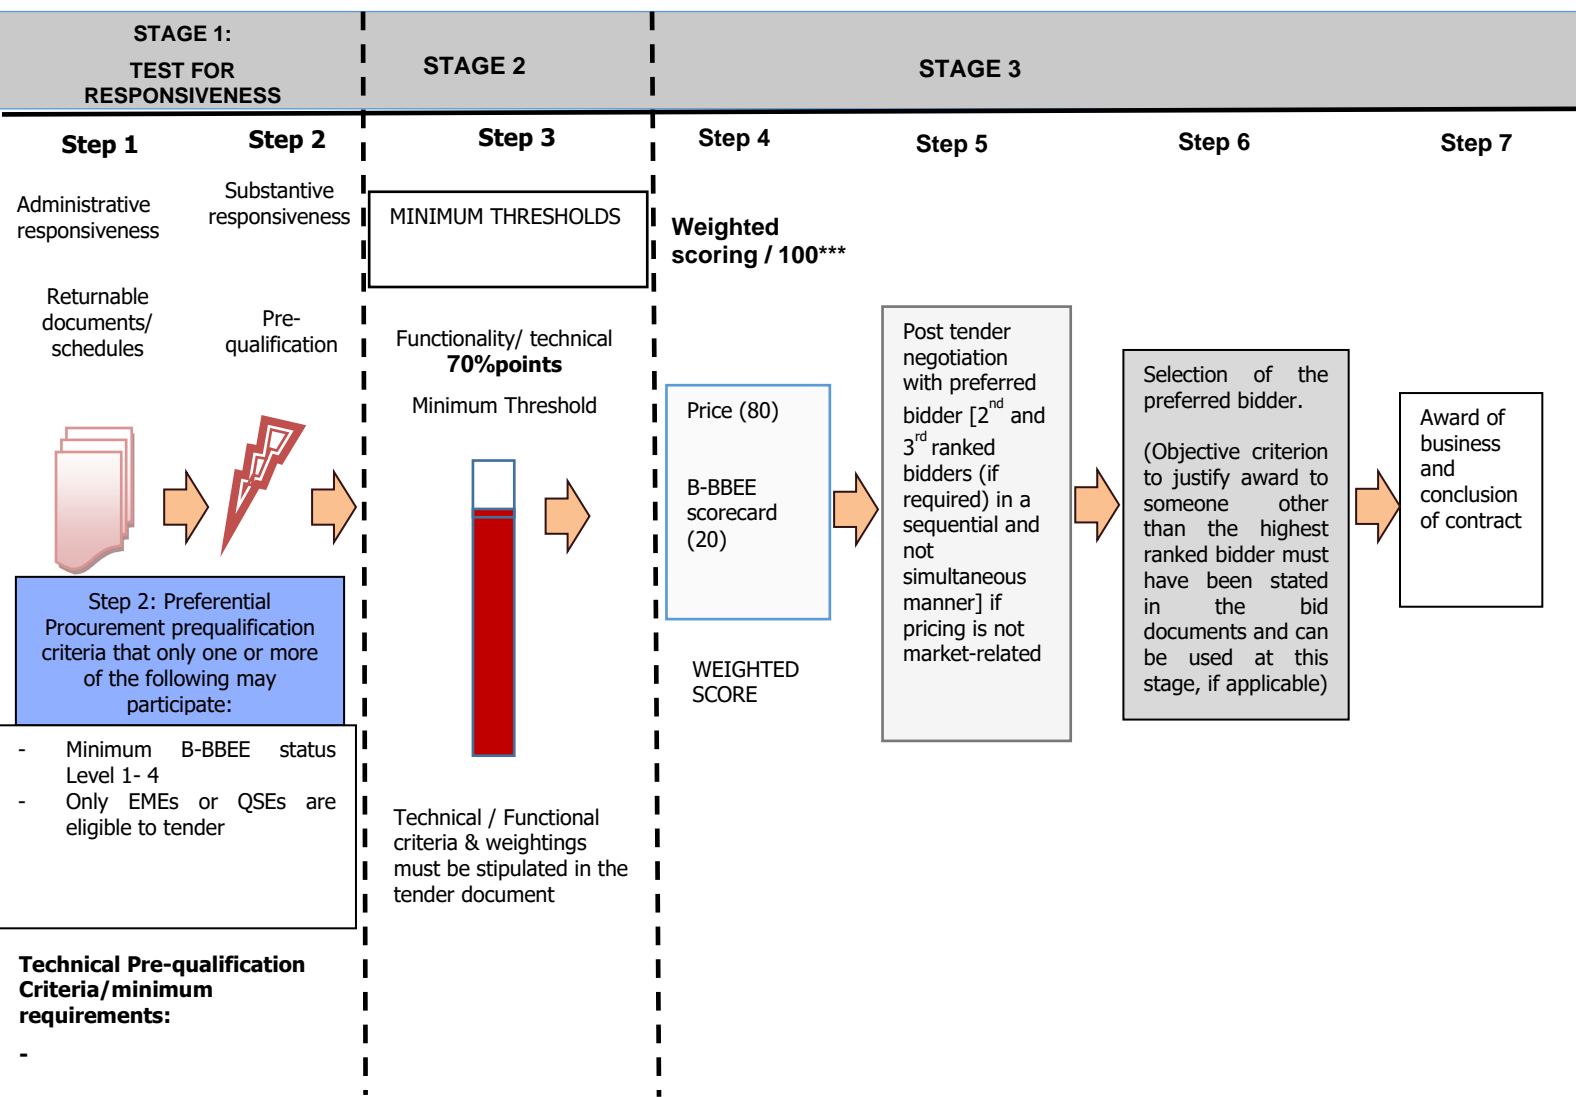 STAGE 1:
TEST FOR
RESPONSIVENESS
STAGE 2
STAGE 3
Step 1
Step 2
Step 3
Step 4
Step 5
Step 6
Step 7
Administrative
responsiveness
Returnable
documents/
schedules
Substantive
responsiveness
Pre-
qualification
Step 2: Preferential
Procurement prequalification
criteria that only one or more
of the following may
participate:
- Minimum B-BBEE status
Level 1- 4
- Only EMEs or QSEs are
eligible to tender
Technical Pre-qualification
Criteria/minimum
requirements:
-
MINIMUM THRESHOLDS
Functionality/ technical
70%points
Minimum Threshold
Technical / Functional
criteria & weightings
must be stipulated in the
tender document
Weighted
scoring / 100***
Price (80)
B-BBEE
scorecard
(20)
WEIGHTED
SCORE
Post tender
negotiation
with preferred
bidder [2nd and
3rd ranked
bidders (if
required) in a
sequential and
not
simultaneous
manner] if
pricing is not
market-related
Selection of the
preferred bidder.
(Objective criterion
to justify award to
someone other
than the highest
ranked bidder must
have been stated
in the bid
documents and can
be used at this
stage, if applicable)
Award of
business
and
conclusion
of contract